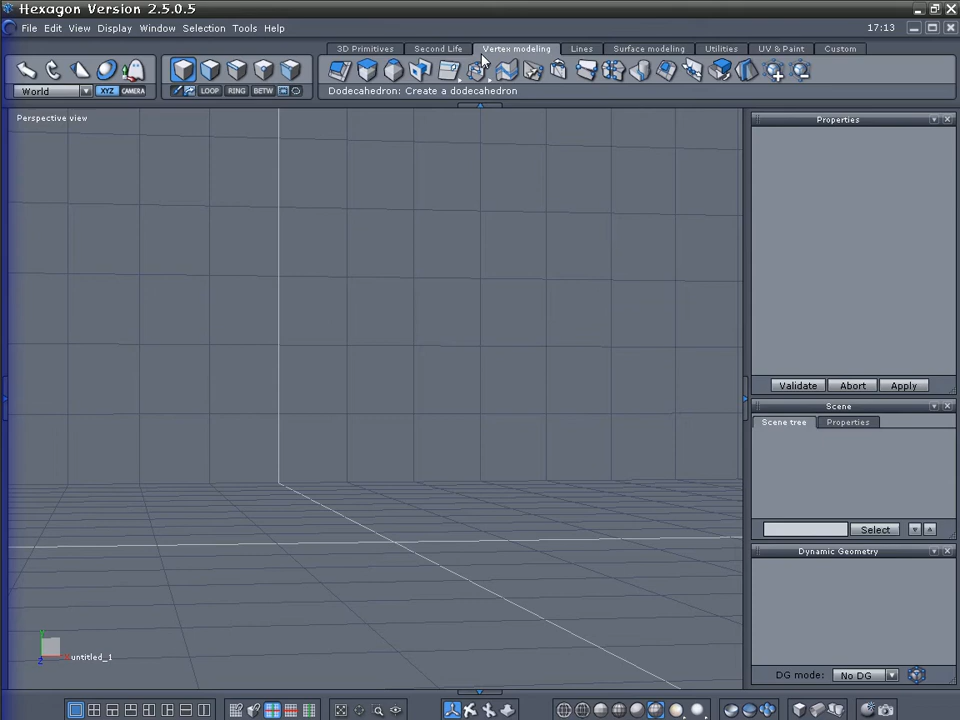 Hexagon Version 2.5.0.5
File Edit View Display Window Selection Tools Help 17:13
3D Primitives Second Life Vertex modeling Lines Surface modeling Utilities UV & Paint Custom
World XYZ CAMERA LOOP RING BETW
Dodecahedron: Create a dodecahedron
Perspective view
Properties
Validate Abort Apply
Scene
Scene tree Properties
Select
Dynamic Geometry
DG mode: No DG
untitled_1